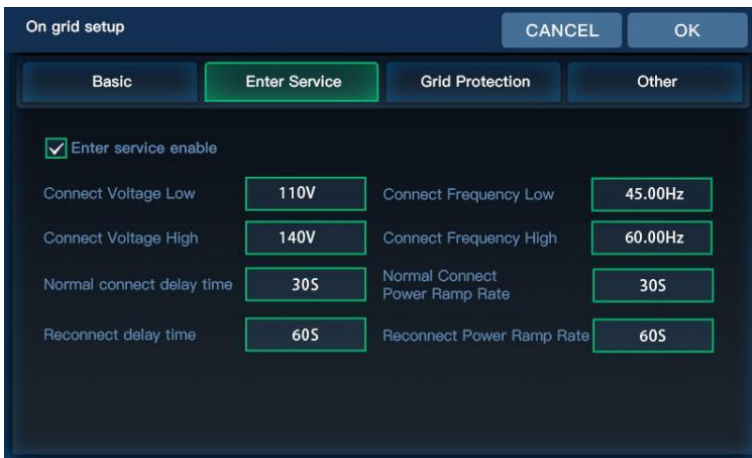 On grid setup CANCEL OK
Basic Enter Service Grid Protection Other
Enter service enable
Connect Voltage Low 110V Connect Frequency Low 45.00Hz
Connect Voltage High 140V Connect Frequency High 60.00Hz
Normal connect delay time 30S Normal Connect
Power Ramp Rate 30S
Reconnect delay time 60S Reconnect Power Ramp Rate 60S